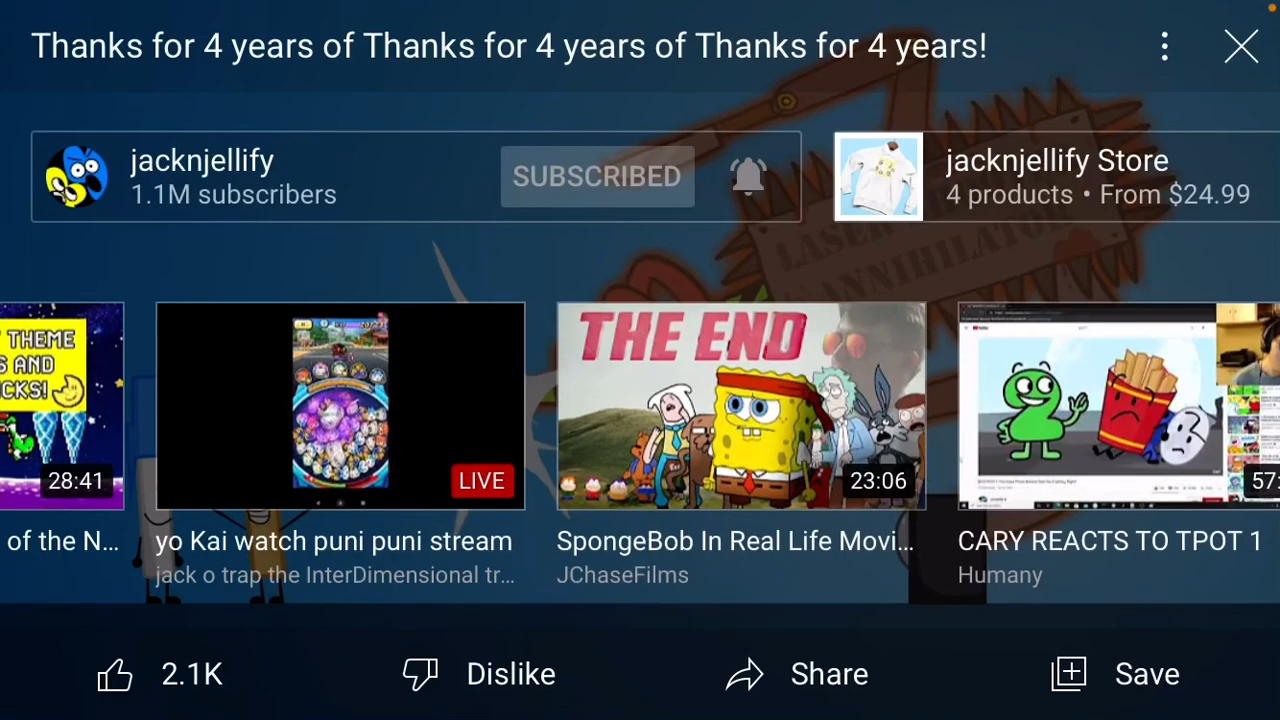 Thanks for 4 years of Thanks for 4 years of Thanks for 4 years!
jacknjellify
1.1M subscribers
SUBSCRIBED
jacknjellify Store
4 products • From $24.99
LASER
ANNIHILATOR
THEME
AND
28:41
LIVE
THE END
23:06
57:
of the N...
yo Kai watch puni puni stream
jack o trap the InterDimensional tr...
SpongeBob In Real Life Movi...
JChaseFilms
CARY REACTS TO TPOT 1
Humany
2.1K
Dislike
Share
Save